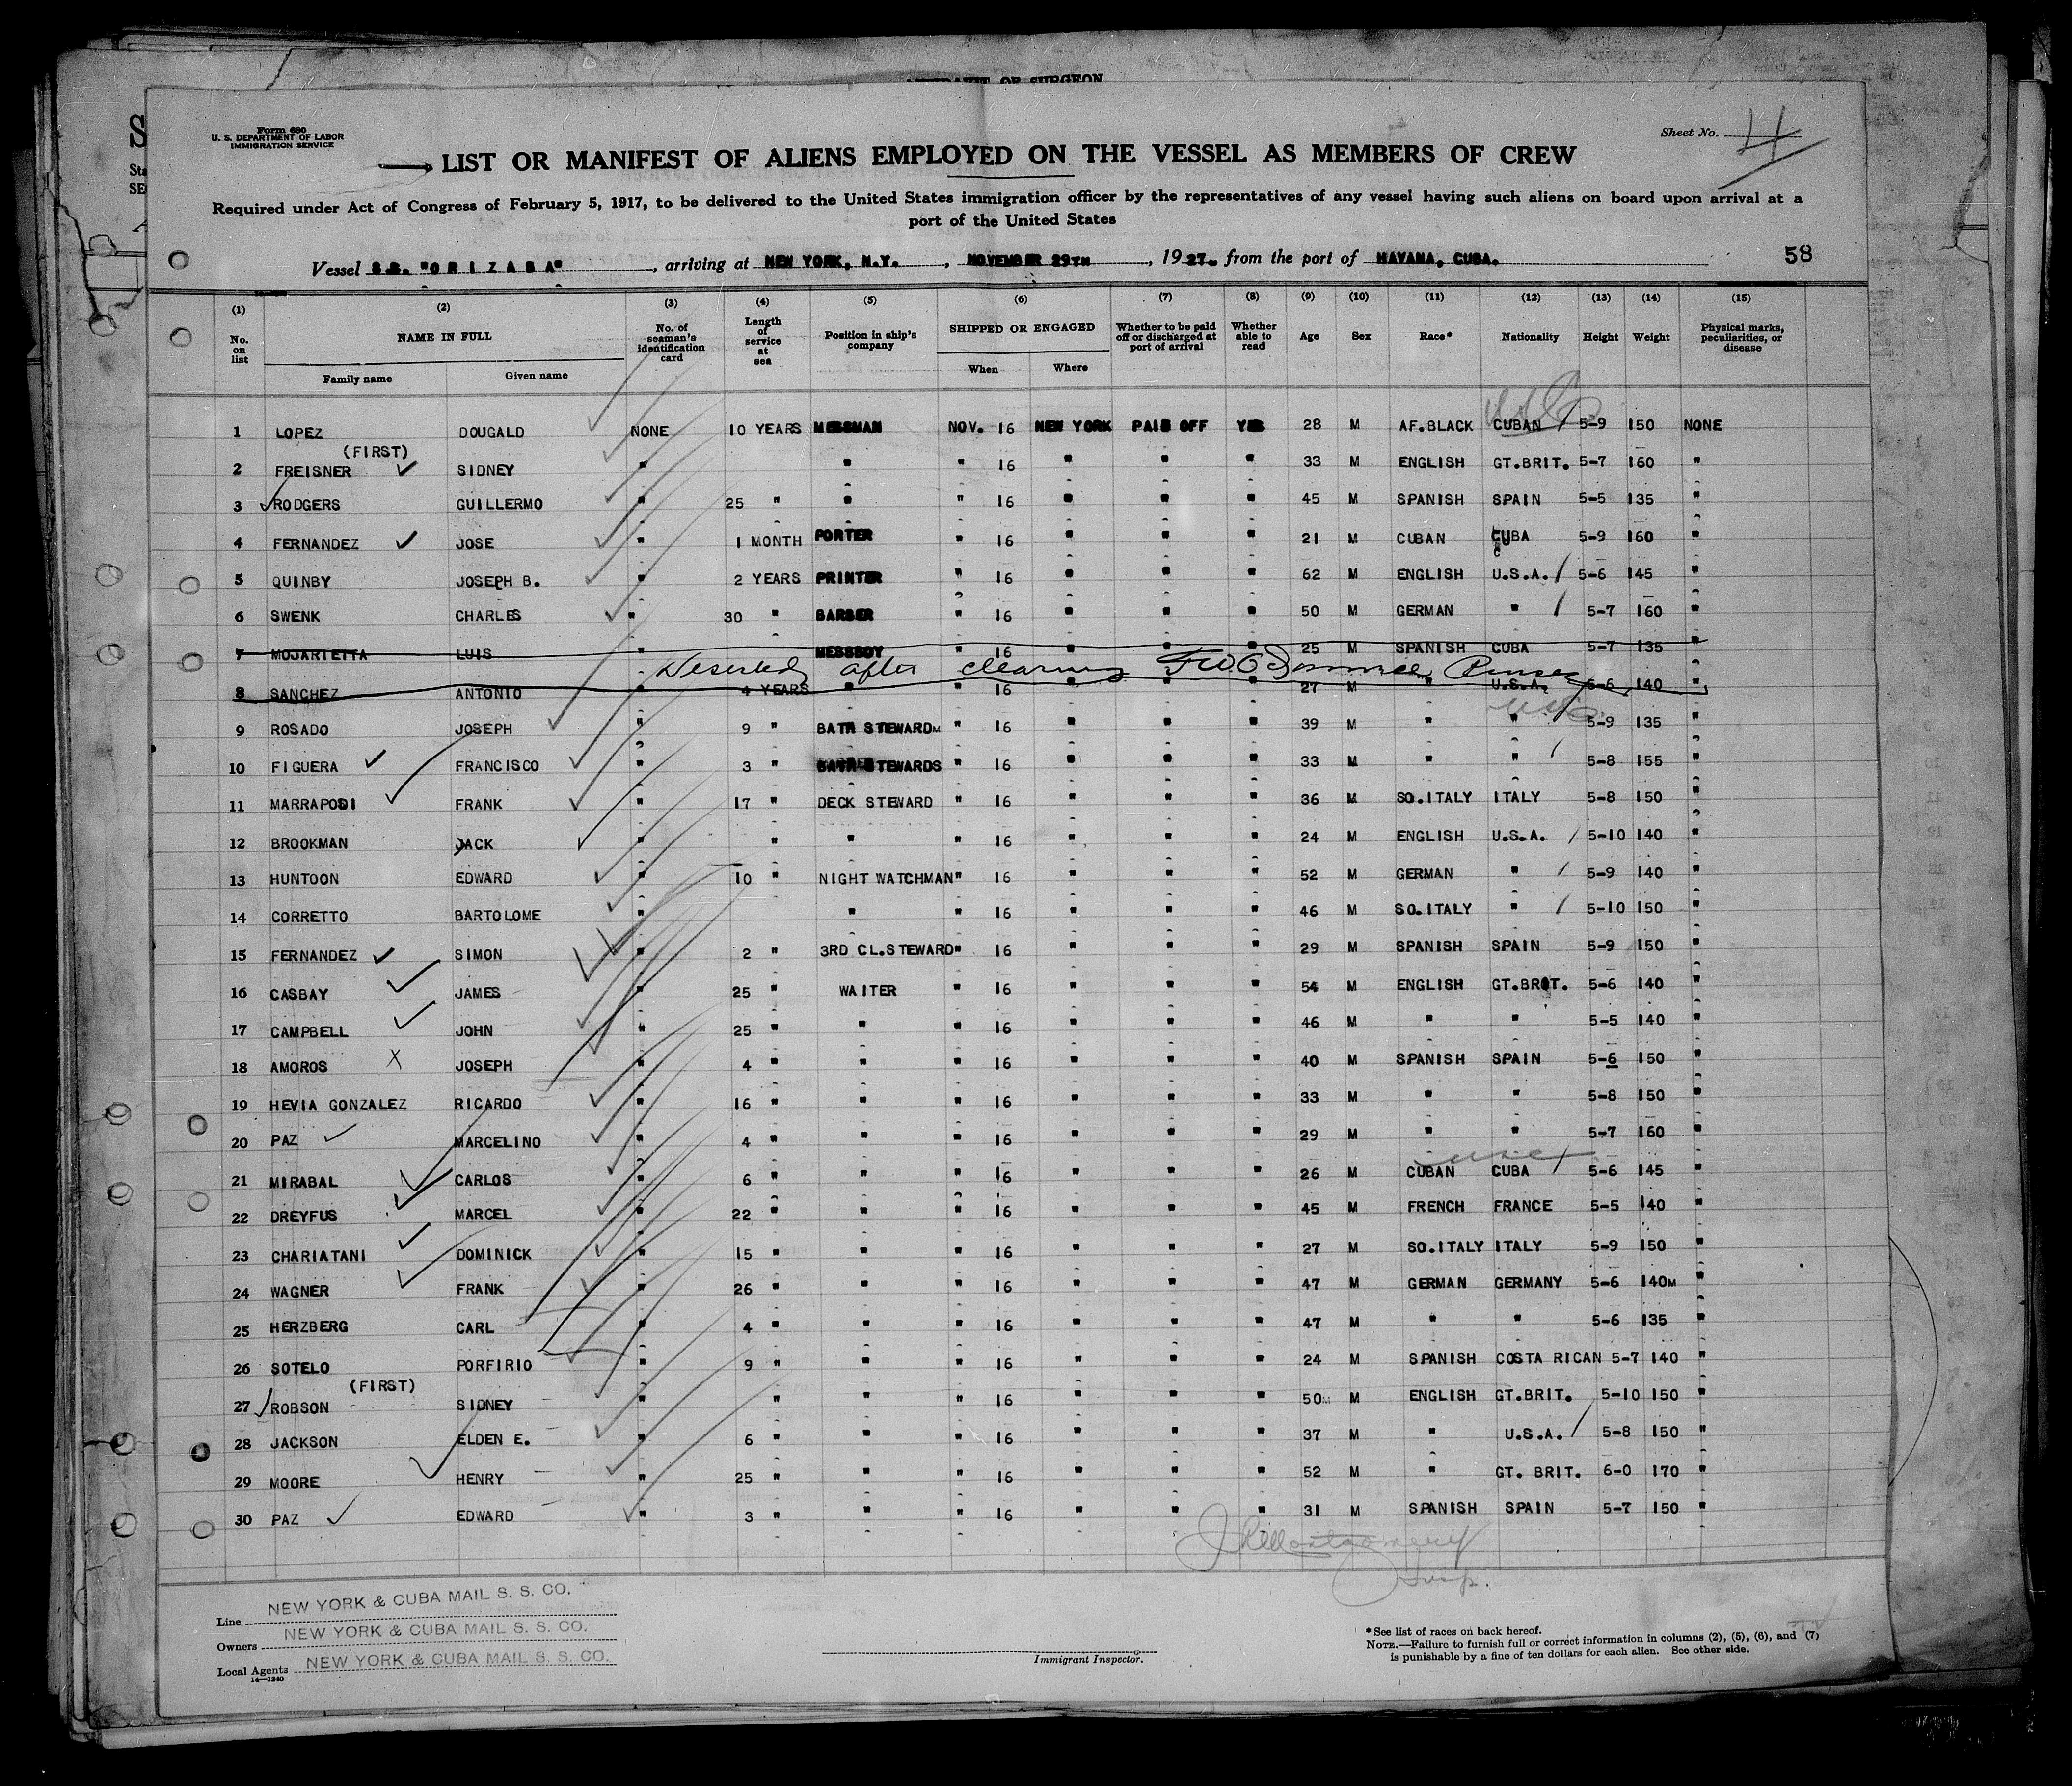 AFFIDAVIT OF SURGEON
Form 680
U. S. DEPARTMENT OF LABOR
IMMIGRATION SERVICE
Sheet No. 4
LIST OR MANIFEST OF ALIENS EMPLOYED ON THE VESSEL AS MEMBERS OF CREW
Required under Act of Congress of February 5, 1917, to be delivered to the United States immigration officer by the representatives of any vessel having such aliens on board upon arrival at a
port of the United States
Vessel S.S. "ORIZABA", arriving at NEW YORK, N.Y., NOVEMBER 29TH, 1927. from the port of HAVANA, CUBA. 58
(1) (2) (3) (4) (5) (6) (7) (8) (9) (10) (11) (12) (13) (14) (15)
No. on list NAME IN FULL Family name Given name No. of seaman's identification card Length of service at sea Position in ship's company SHIPPED OR ENGAGED When Where Whether to be paid off or discharged at port of arrival Whether able to read Age Sex Race* Nationality Height Weight Physical marks, peculiarities, or disease
1 LOPEZ DOUGALD NONE 10 YEARS MESSMAN NOV. 16 NEW YORK PAID OFF YES 28 M AF.BLACK CUBAN 5-9 150 NONE
(FIRST)
2 FREISNER SIDNEY " " " 16 " " " 33 M ENGLISH GT.BRIT. 5-7 160 "
3 RODGERS GUILLERMO " 25 " " " 16 " " " 45 M SPANISH SPAIN 5-5 135 "
4 FERNANDEZ JOSE " 1 MONTH PORTER " 16 " " " 21 M CUBAN CUBA 5-9 160 "
5 QUINBY JOSEPH B. " 2 YEARS PRINTER " 16 " " " 62 M ENGLISH U.S.A. 5-6 145 "
6 SWENK CHARLES " 30 " BARBER " 16 " " " 50 M GERMAN " 5-7 160 "
7 MOJARIETTA LUIS " MESSBOY " 16 " " " 25 M SPANISH CUBA 5-7 135 "
Deserted after clearing
8 SANCHEZ ANTONIO " 4 YEARS " " 16 " " " 27 M " U.S.A. 5-6 140 "
9 ROSADO JOSEPH " 9 " BATH STEWARD " 16 " " " 39 M " " 5-9 135 "
10 FIGUERA FRANCISCO " 3 " STEWARDS " 16 " " " 33 M " " 5-8 155 "
11 MARRAPODI FRANK " 17 " DECK STEWARD " 16 " " " 36 M SO.ITALY ITALY 5-8 150 "
12 BROOKMAN JACK " " " " 16 " " " 24 M ENGLISH U.S.A. 5-10 140 "
13 HUNTOON EDWARD " 10 " NIGHT WATCHMAN " 16 " " " 52 M GERMAN " 5-9 140 "
14 CORRETTO BARTOLOME " " " 16 " " " 46 M SO.ITALY " 5-10 150 "
15 FERNANDEZ SIMON " 2 " 3RD CL.STEWARD " 16 " " " 29 M SPANISH SPAIN 5-9 150 "
16 CASBAY JAMES " 25 " WAITER " 16 " " " 54 M ENGLISH GT.BRIT. 5-6 140 "
17 CAMPBELL JOHN " 25 " " " 16 " " " 46 M " " 5-5 140 "
18 AMOROS X JOSEPH " 4 " " " 16 " " " 40 M SPANISH SPAIN 5-6 150 "
19 HEVIA GONZALEZ RICARDO " 16 " " " 16 " " " 33 M " " 5-8 150 "
20 PAZ MARCELINO " 4 " " " 16 " " " 29 M " " 5-7 160 "
21 MIRABAL CARLOS " 6 " " " 16 " " " 26 M CUBAN CUBA 5-6 145 "
22 DREYFUS MARCEL " 22 " " " 16 " " " 45 M FRENCH FRANCE 5-5 140 "
23 CHARIATANI DOMINICK " 15 " " " 16 " " " 27 M SO.ITALY ITALY 5-9 150 "
24 WAGNER FRANK " 26 " " " 16 " " " 47 M GERMAN GERMANY 5-6 140 "
25 HERZBERG CARL " 4 " " " 16 " " " 47 M " " 5-6 135 "
26 SOTELO PORFIRIO " 9 " " " 16 " " " 24 M SPANISH COSTA RICAN 5-7 140 "
(FIRST)
27 ROBSON SIDNEY " " " " 16 " " " 50 M ENGLISH GT.BRIT. 5-10 150 "
28 JACKSON ELDEN E. " 6 " " " 16 " " " 37 M " U.S.A. 5-8 150 "
29 MOORE HENRY " 25 " " " 16 " " " 52 M " GT. BRIT. 6-0 170 "
30 PAZ EDWARD " 3 " " " 16 " " " 31 M SPANISH SPAIN 5-7 150 "
Montgomery
Insp.
Line NEW YORK & CUBA MAIL S. S. CO.
Owners NEW YORK & CUBA MAIL S. S. CO.
Local Agents NEW YORK & CUBA MAIL S. S. CO.
14—1240
Immigrant Inspector.
*See list of races on back hereof.
NOTE.—Failure to furnish full or correct information in columns (2), (5), (6), and (7)
is punishable by a fine of ten dollars for each alien. See other side.